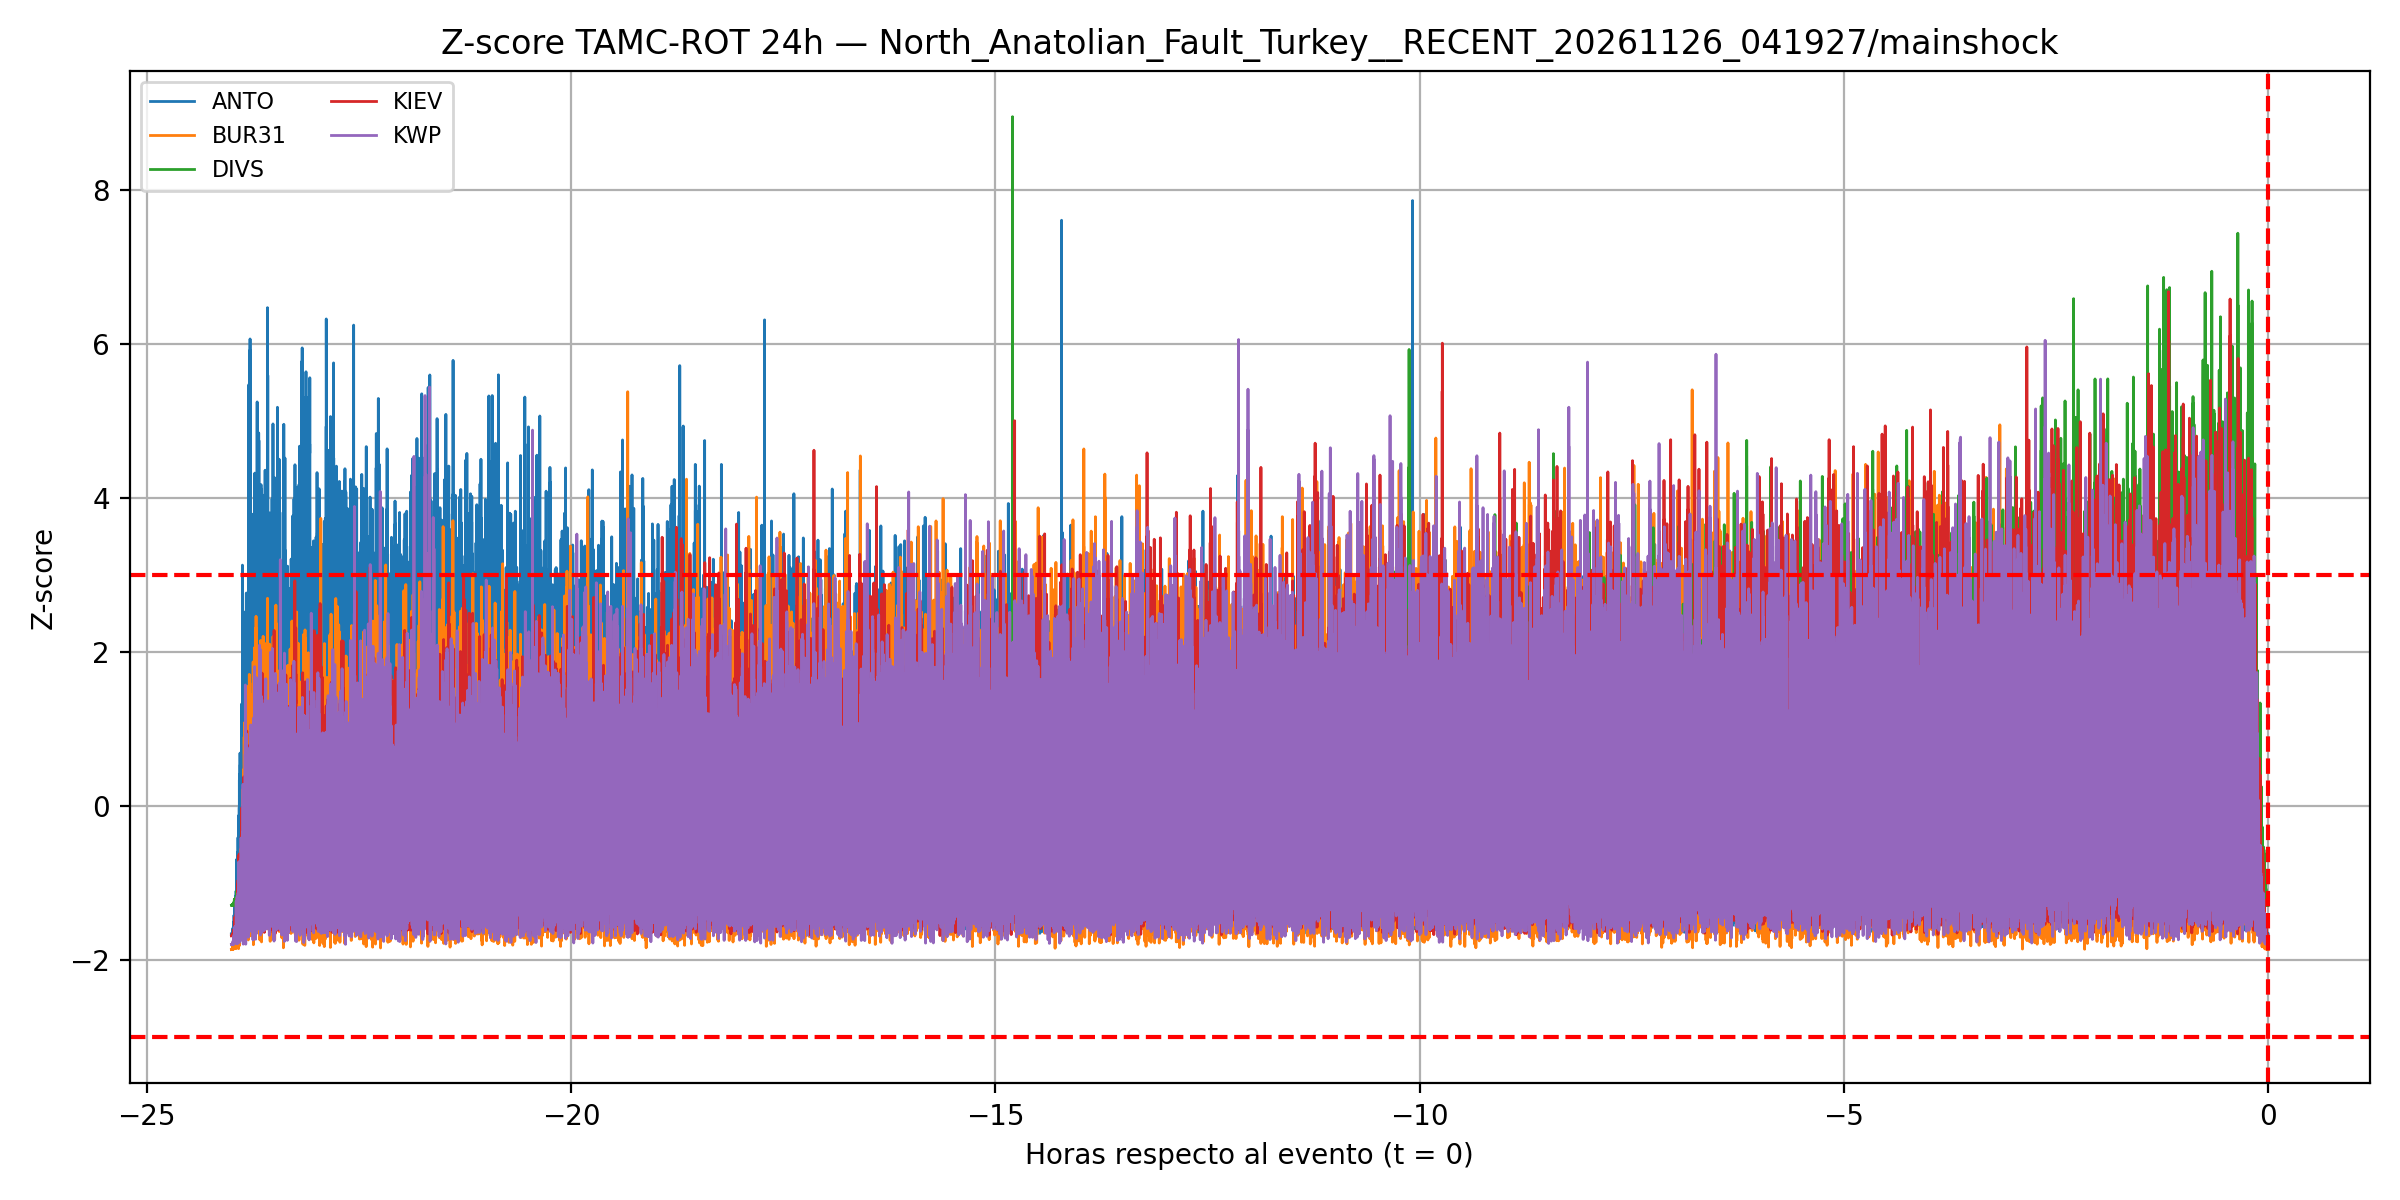 Z-score TAMC-ROT 24h — North_Anatolian_Fault_Turkey__RECENT_20261126_041927/mainshock
ANTO
BUR31
DIVS
KIEV
KWP
Z-score
8
6
4
2
0
−2
−25
−20
−15
−10
−5
0
Horas respecto al evento (t = 0)